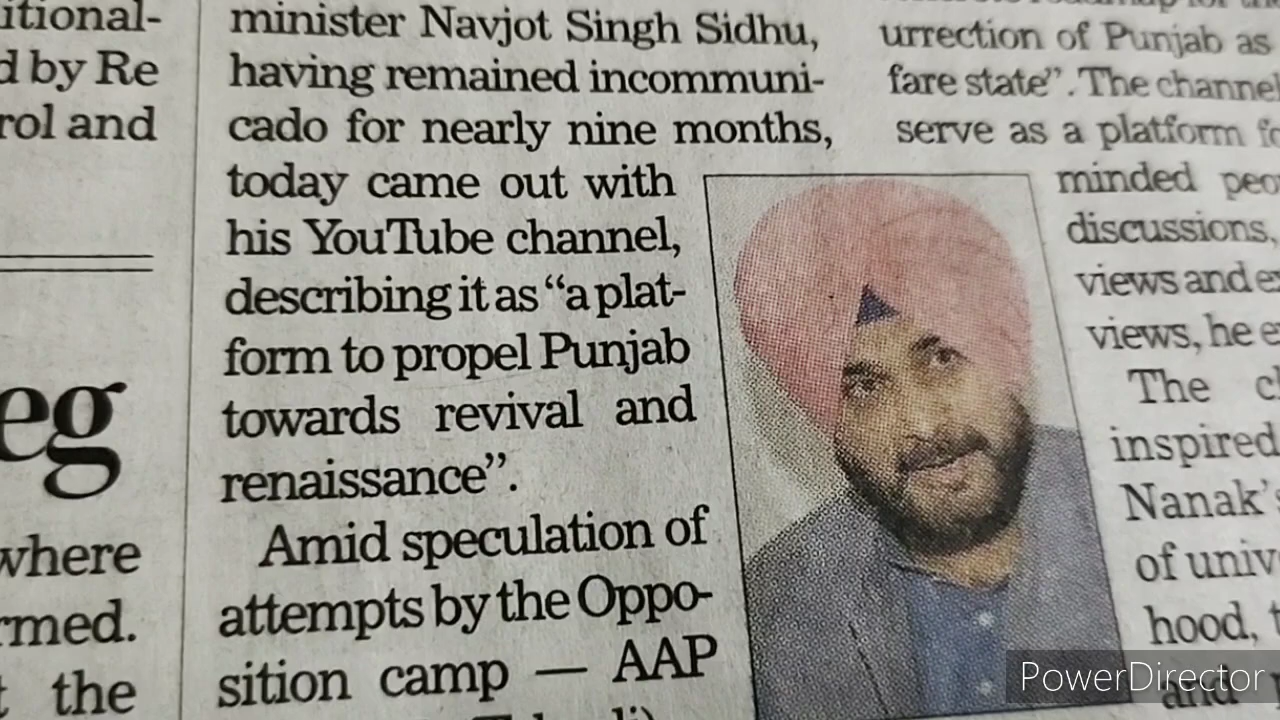 itional-
d by Re
rol and
eg
where
rmed.
t the
minister Navjot Singh Sidhu,
having remained incommuni-
cado for nearly nine months,
today came out with
his YouTube channel,
describing it as “a plat-
form to propel Punjab
towards revival and
renaissance”.
Amid speculation of
attempts by the Oppo-
sition camp — AAP
urrection of Punjab as
fare state”. The channel
serve as a platform fo
minded peo
discussions,
views and e
views, he e
The c
inspired
Nanak’s
of univ
hood, t
and
PowerDirector